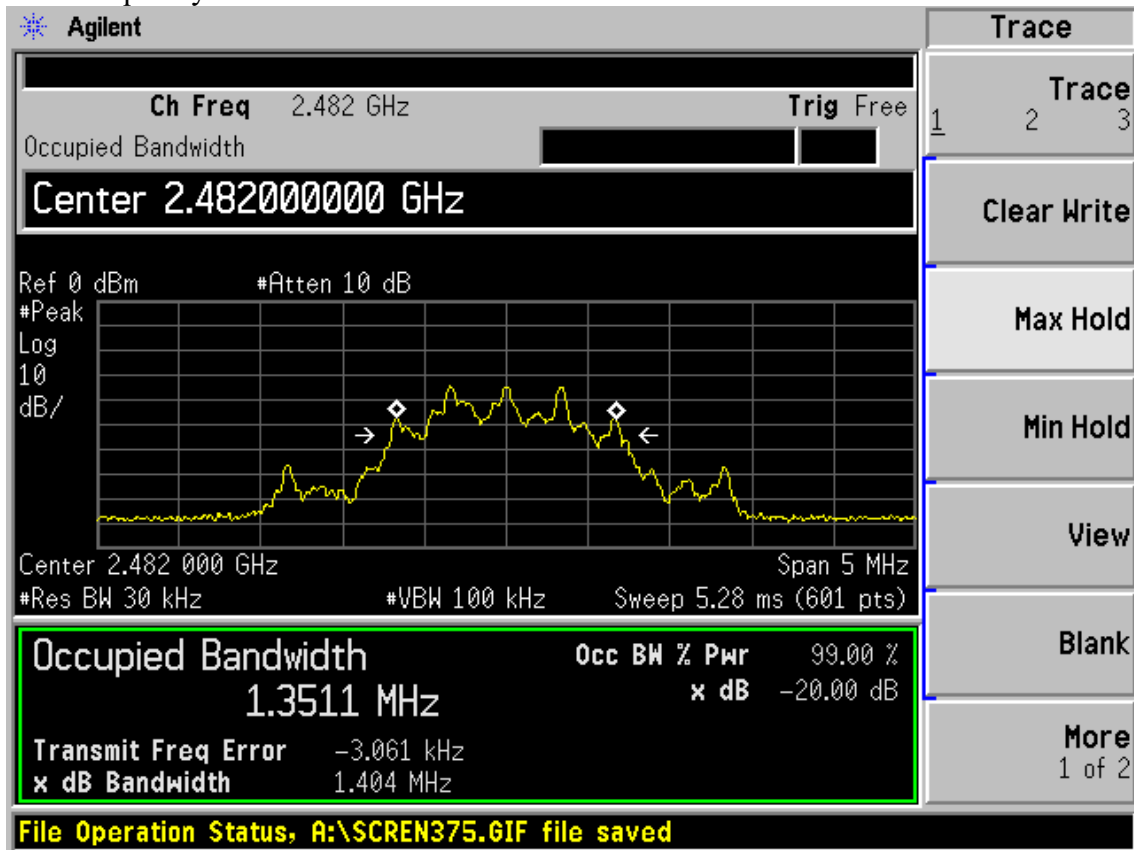 Agilent
Trace
Ch Freq 2.482 GHz Trig Free
Occupied Bandwidth
Center 2.482000000 GHz
Ref 0 dBm #Atten 10 dB
#Peak
Log
10
dB/
Center 2.482 000 GHz Span 5 MHz
#Res BW 30 kHz #VBW 100 kHz Sweep 5.28 ms (601 pts)
Occupied Bandwidth
1.3511 MHz
Occ BW % Pwr 99.00 %
x dB -20.00 dB
Transmit Freq Error -3.061 kHz
x dB Bandwidth 1.404 MHz
File Operation Status, A:\SCREN375.GIF file saved
Trace
1 2 3
Clear Write
Max Hold
Min Hold
View
Blank
More
1 of 2